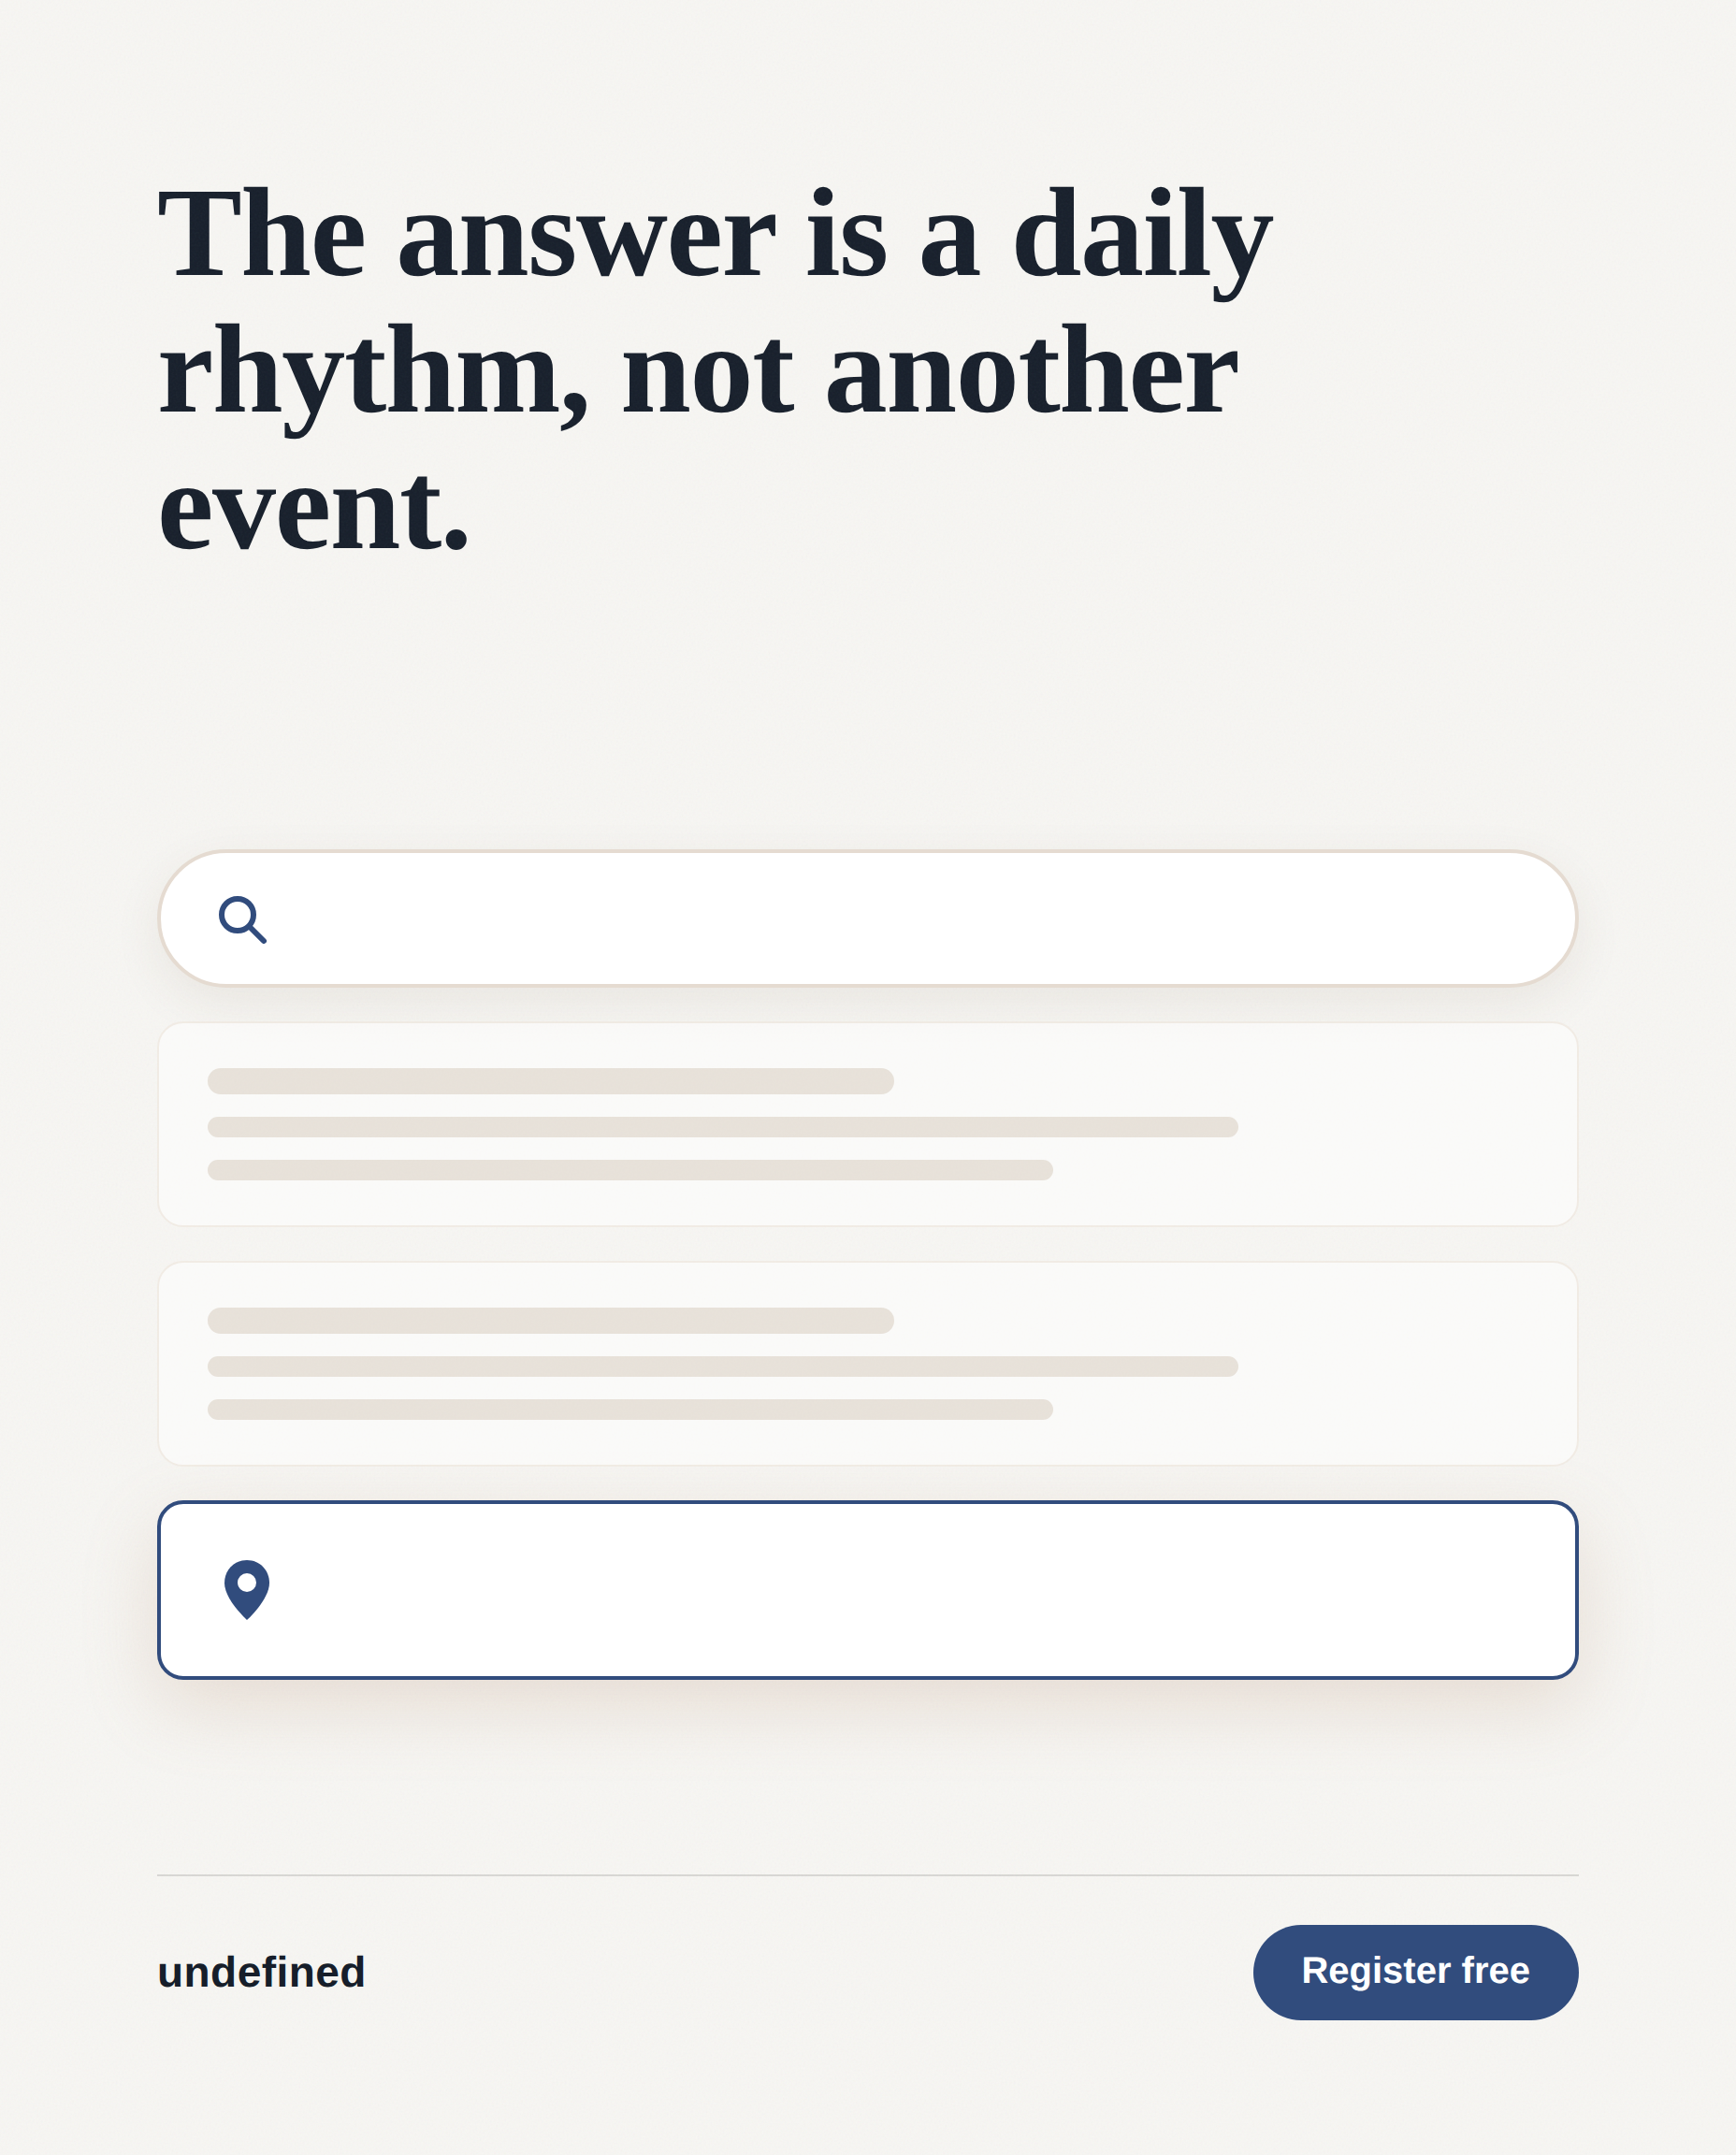 The answer is a daily
rhythm, not another
event.
undefined
Register free